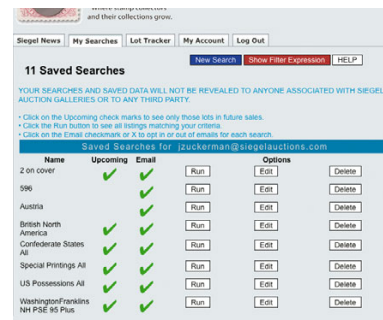 where stamp collectors
and their collections grow.
Siegel News My Searches Lot Tracker My Account Log Out
New Search Show Filter Expression HELP
11 Saved Searches
YOUR SEARCHES AND SAVED DATA WILL NOT BE REVEALED TO ANYONE ASSOCIATED WITH SIEGEL
AUCTION GALLERIES OR TO ANY THIRD PARTY.
• Click on the Upcoming check marks to see only those lots in future sales.
• Click the Run button to see all listings matching your criteria.
• Click on the Email checkmark or X to opt in or out of emails for each search.
Saved Searches for jzuckerman@siegelauctions.com
Name Upcoming Email Options
2 on cover Run Edit Delete
596 Run Edit Delete
Austria Run Edit Delete
British North
America Run Edit Delete
Confederate States
All Run Edit Delete
Special Printings All Run Edit Delete
US Possessions All Run Edit Delete
WashingtonFranklins
NH PSE 95 Plus Run Edit Delete